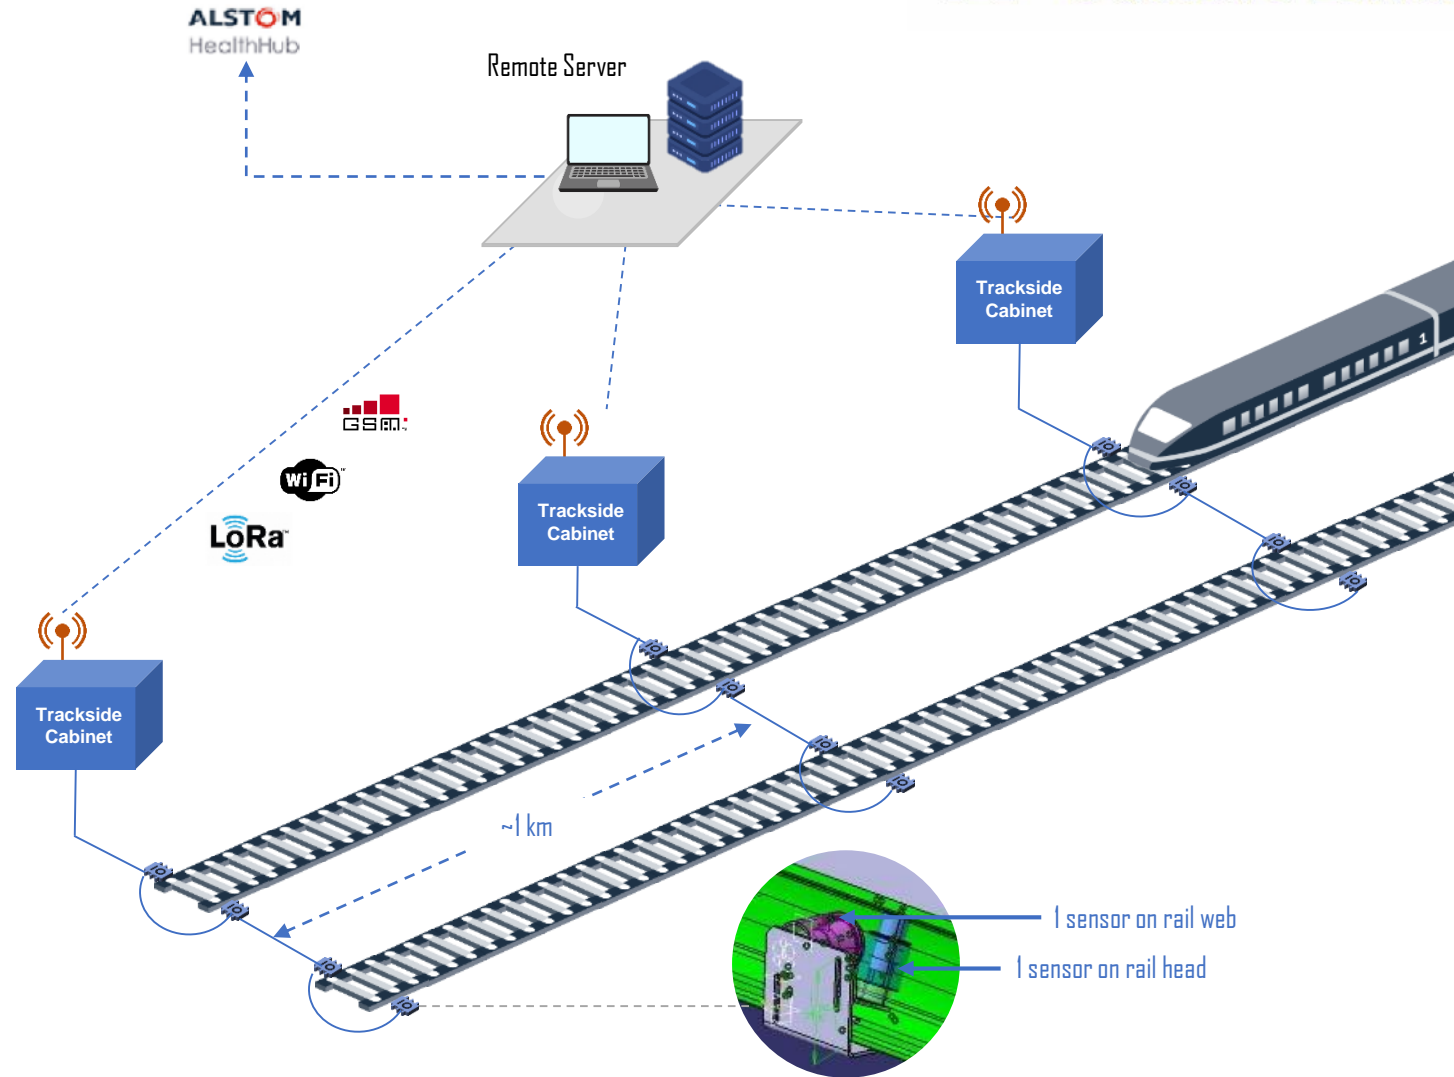 ALSTOM
HealthHub
Remote Server
Trackside
Cabinet
1
GSM
Wi Fi
Trackside
Cabinet
LoRa
Trackside
Cabinet
~1 km
1 sensor on rail web
1 sensor on rail head